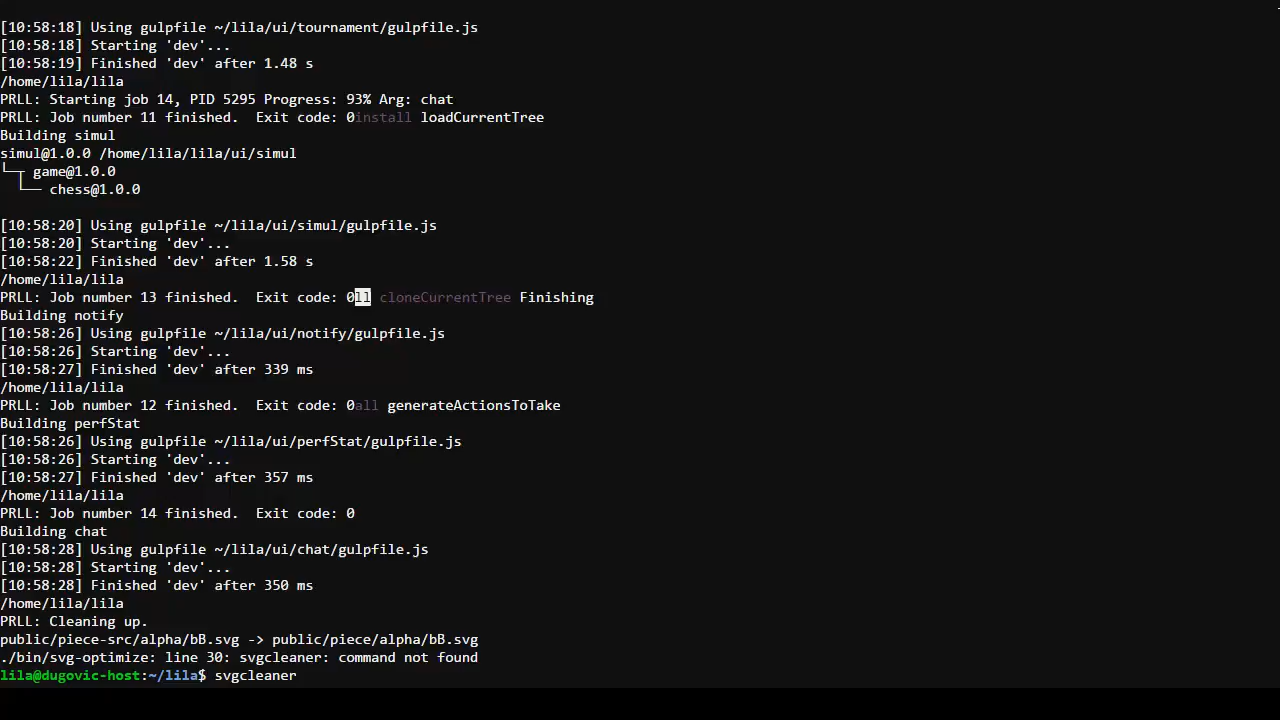 [10:58:18] Using gulpfile ~/lila/ui/tournament/gulpfile.js
[10:58:18] Starting 'dev'...
[10:58:19] Finished 'dev' after 1.48 s
/home/lila/lila
PRLL: Starting job 14, PID 5295 Progress: 93% Arg: chat
PRLL: Job number 11 finished.  Exit code: 0install loadCurrentTree
Building simul
simul@1.0.0 /home/lila/lila/ui/simul
└─┬ game@1.0.0
  └── chess@1.0.0
[10:58:20] Using gulpfile ~/lila/ui/simul/gulpfile.js
[10:58:20] Starting 'dev'...
[10:58:22] Finished 'dev' after 1.58 s
/home/lila/lila
PRLL: Job number 13 finished.  Exit code: 0ll cloneCurrentTree Finishing
Building notify
[10:58:26] Using gulpfile ~/lila/ui/notify/gulpfile.js
[10:58:26] Starting 'dev'...
[10:58:27] Finished 'dev' after 339 ms
/home/lila/lila
PRLL: Job number 12 finished.  Exit code: 0all generateActionsToTake
Building perfStat
[10:58:26] Using gulpfile ~/lila/ui/perfStat/gulpfile.js
[10:58:26] Starting 'dev'...
[10:58:27] Finished 'dev' after 357 ms
/home/lila/lila
PRLL: Job number 14 finished.  Exit code: 0
Building chat
[10:58:28] Using gulpfile ~/lila/ui/chat/gulpfile.js
[10:58:28] Starting 'dev'...
[10:58:28] Finished 'dev' after 350 ms
/home/lila/lila
PRLL: Cleaning up.
public/piece-src/alpha/bB.svg -> public/piece/alpha/bB.svg
./bin/svg-optimize: line 30: svgcleaner: command not found
lila@dugovic-host:~/lila$ svgcleaner